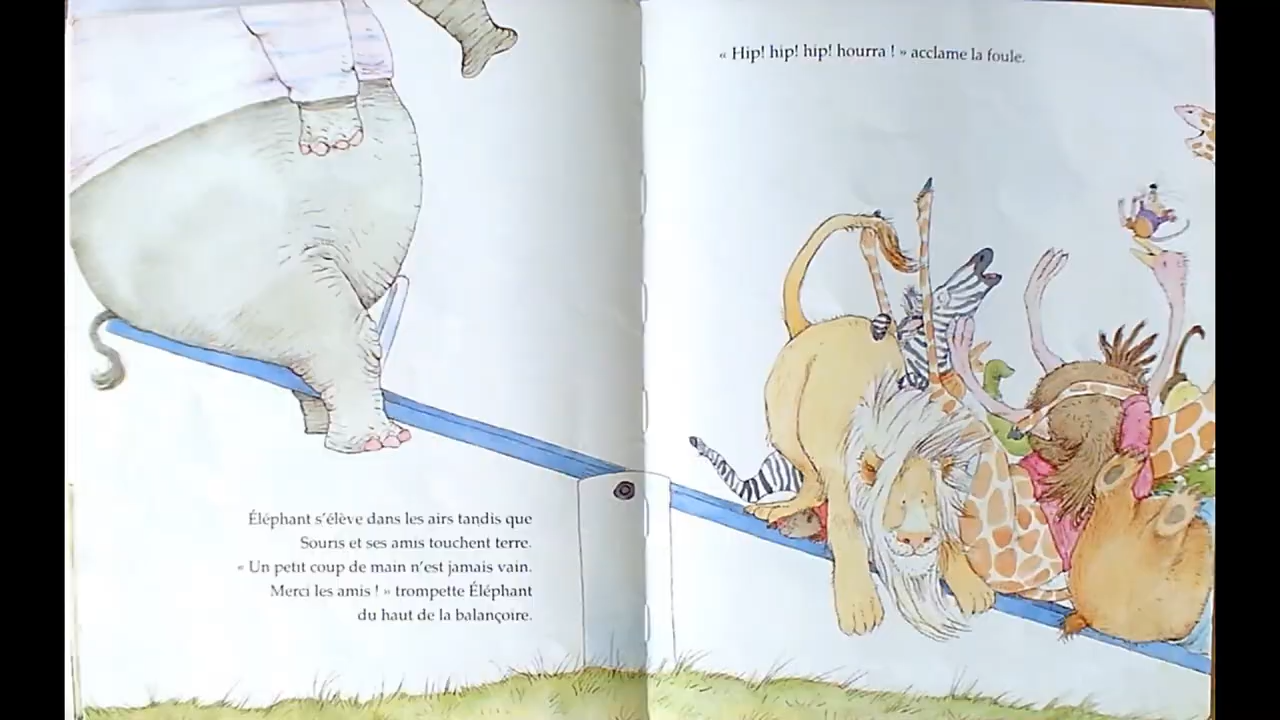 Éléphant s'élève dans les airs tandis que
Souris et ses amis touchent terre.
« Un petit coup de main n'est jamais vain.
Merci les amis ! » trompette Éléphant
du haut de la balançoire.
« Hip! hip! hip! hourra ! » acclame la foule.